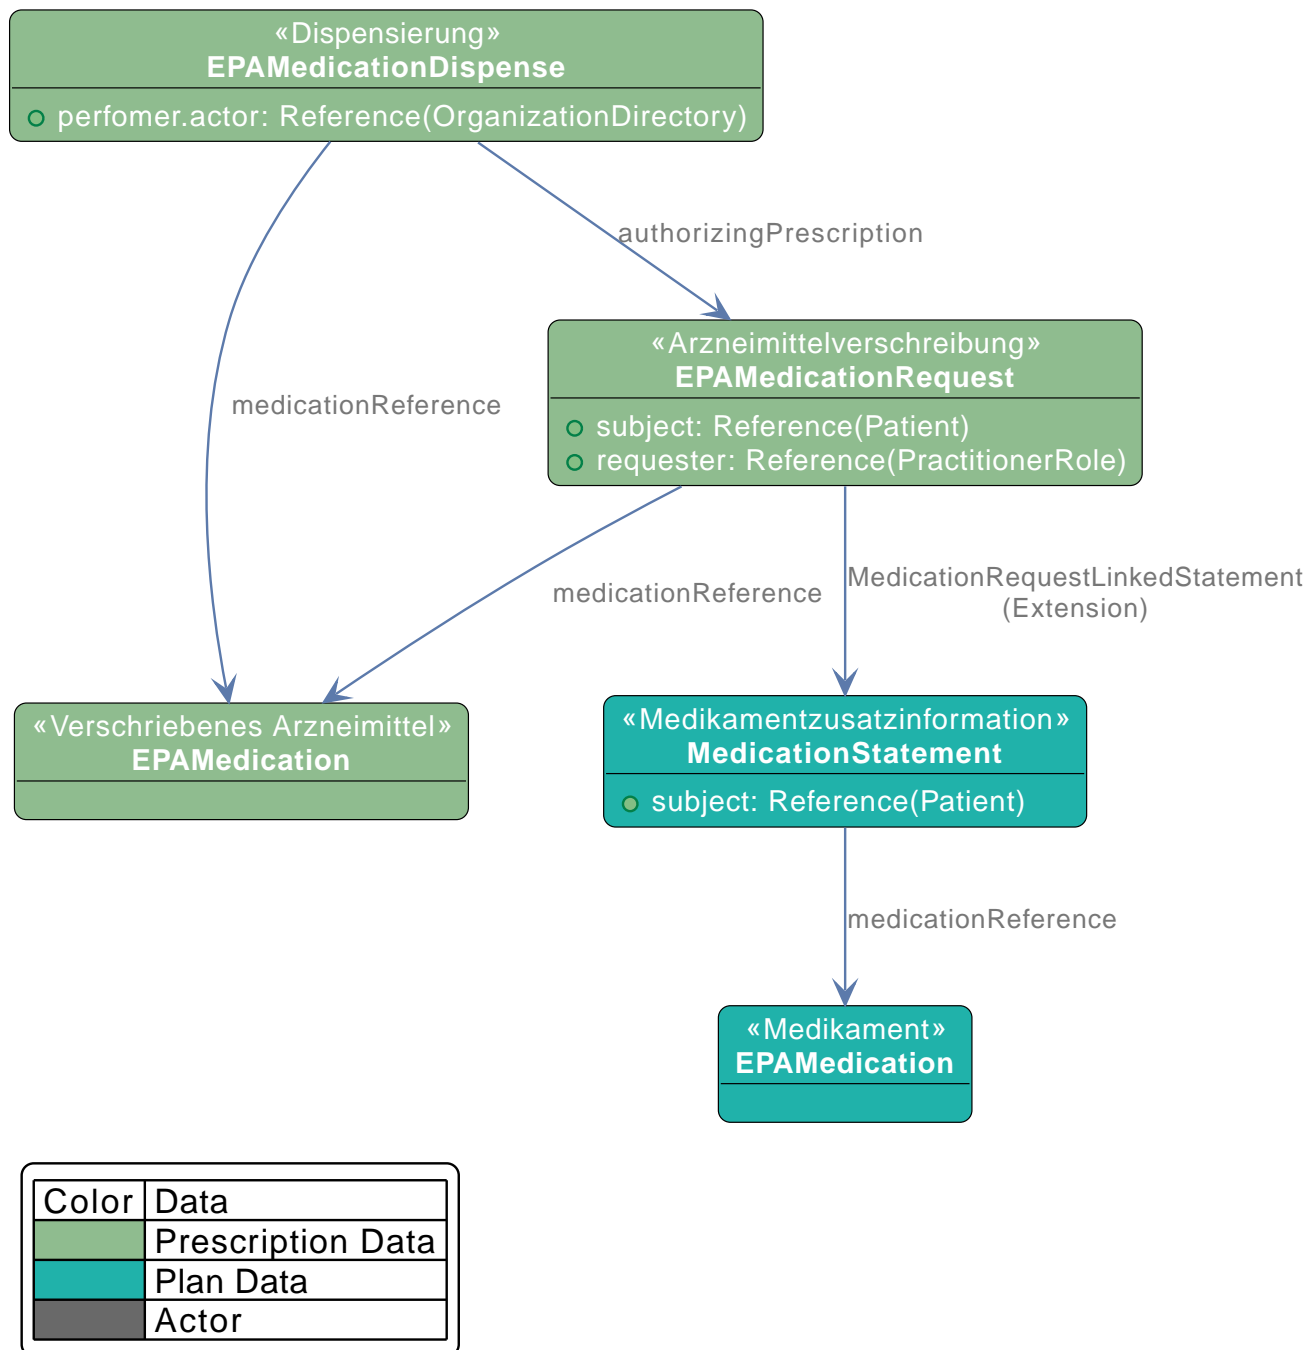 «Dispensierung»
EPAMedicationDispense
perfomer.actor: Reference(OrganizationDirectory)
authorizingPrescription
«Arzneimittelverschreibung»
EPAMedicationRequest
medicationReference
subject: Reference(Patient)
requester: Reference(PractitionerRole)
MedicationRequestLinkedStatement
medicationReference
(Extension)
«Verschriebenes Arzneimittel»
EPAMedication
«Medikamentzusatzinformation»
MedicationStatement
subject: Reference(Patient)
medicationReference
«Medikament»
EPAMedication
Color Data
Prescription Data
Plan Data
Actor